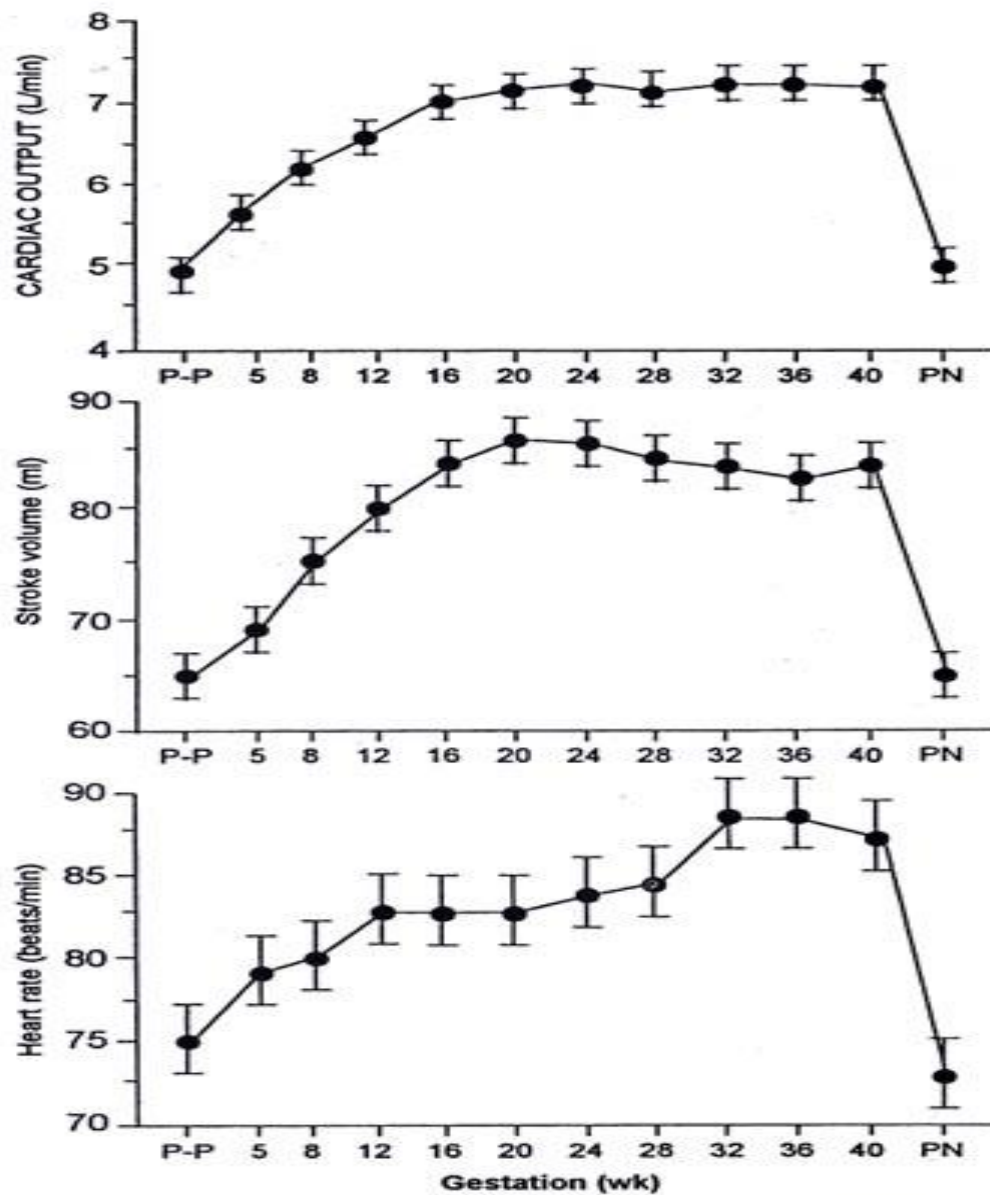 CARDIAC OUTPUT (L/min)
8
7
6
5
4
P-P 5 8 12 16 20 24 28 32 36 40 PN
Stroke volume (ml)
90
80
70
60
P-P 5 8 12 16 20 24 28 32 36 40 PN
Heart rate (beats/min)
90
85
80
75
70
P-P 5 8 12 16 20 24 28 32 36 40 PN
Gestation (wk)